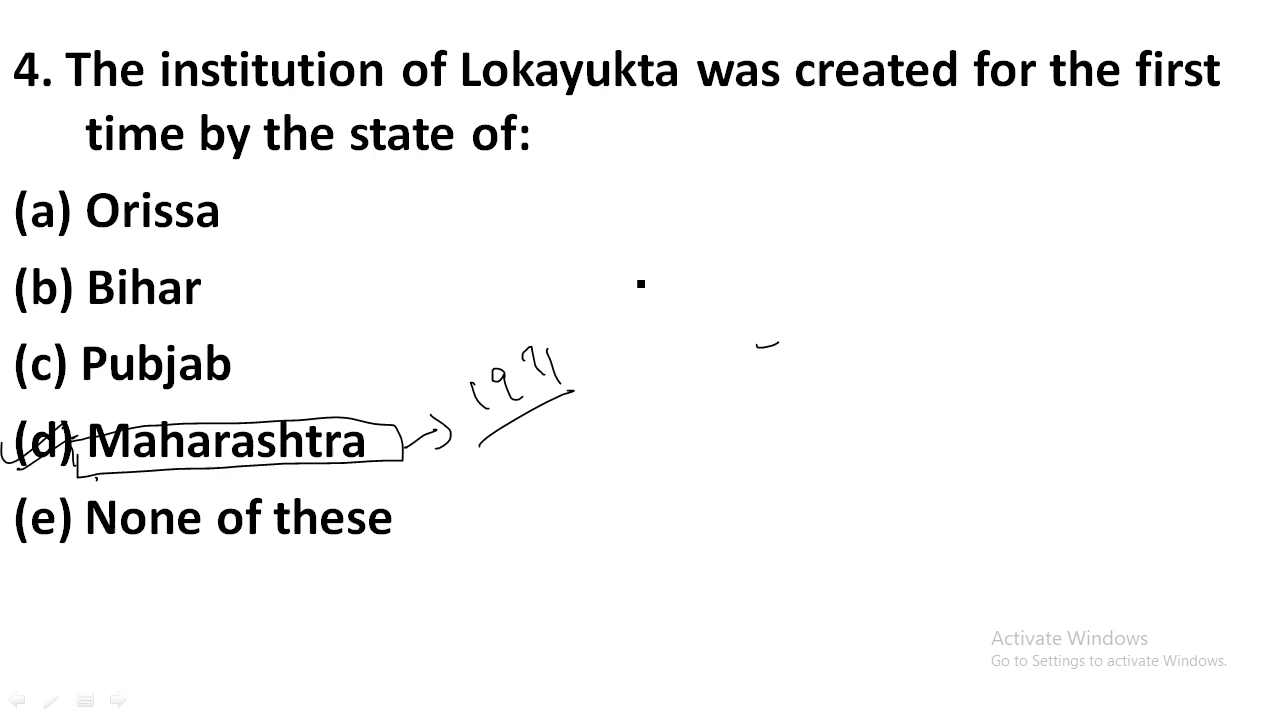 4. The institution of Lokayukta was created for the first
time by the state of:
(a) Orissa
(b) Bihar
(c) Pubjab
(d) Maharashtra
1971
(e) None of these
Activate Windows
Go to Settings to activate Windows.